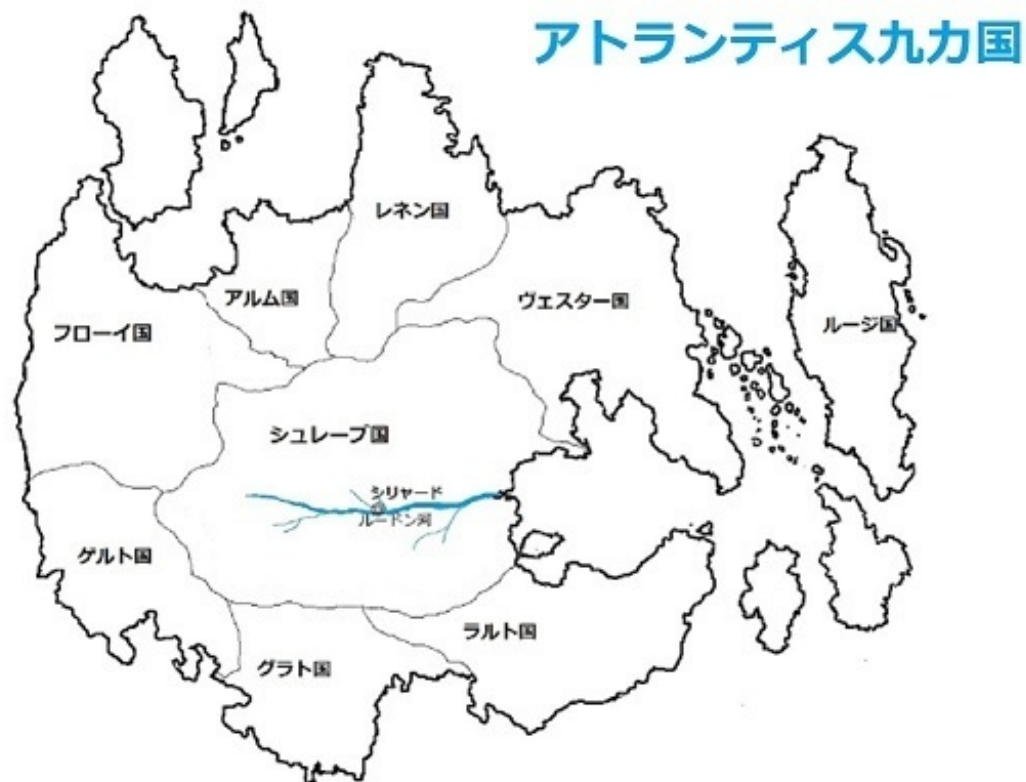 アトランティス九カ国
レネン国
アルム国
ヴェスター国
フローイ国
ルージ国
シュレーブ国
シリャード
ルードン河
ゲルト国
ラルト国
グラト国